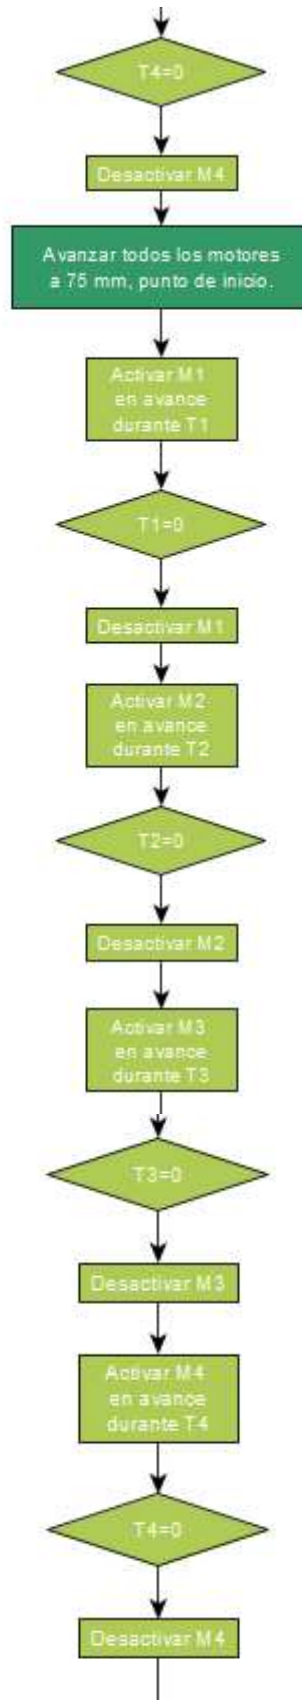 T4=0
Desactivar M4
Avanzar todos los motores
a 75 mm, punto de inicio.
Activar M1
en avance
durante T1
T1=0
Desactivar M1
Activar M2
en avance
durante T2
T2=0
Desactivar M2
Activar M3
en avance
durante T3
T3=0
Desactivar M3
Activar M4
en avance
durante T4
T4=0
Desactivar M4